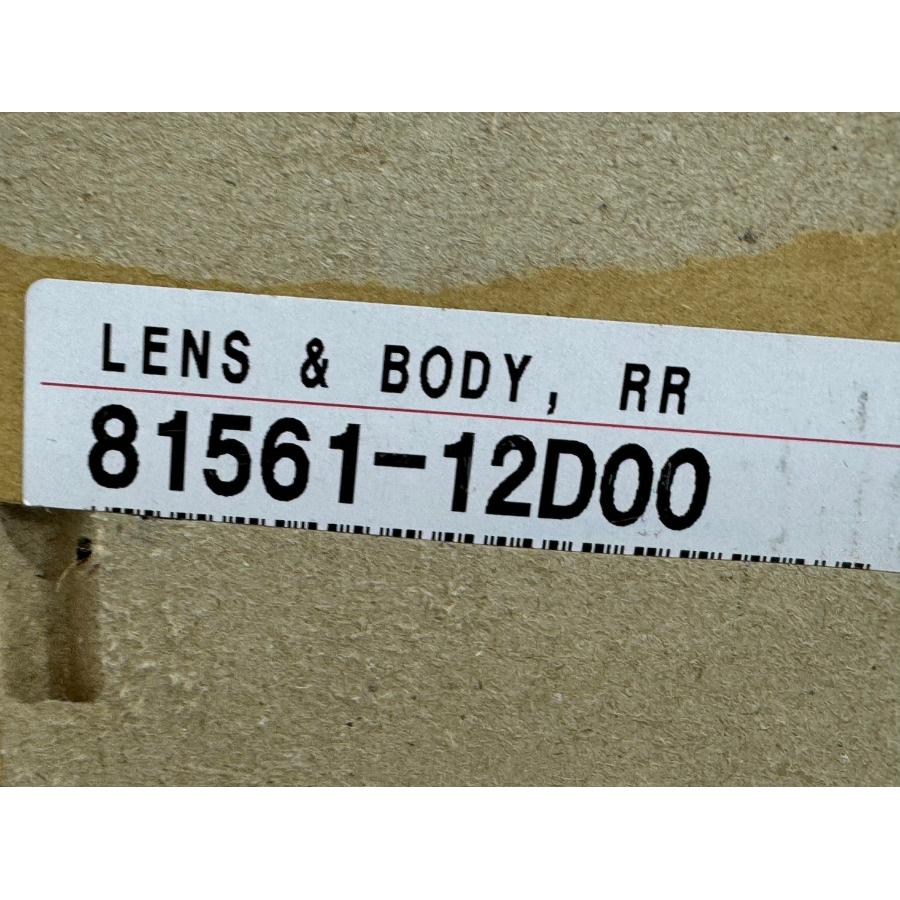 LENS & BODY, RR
81561-12D00